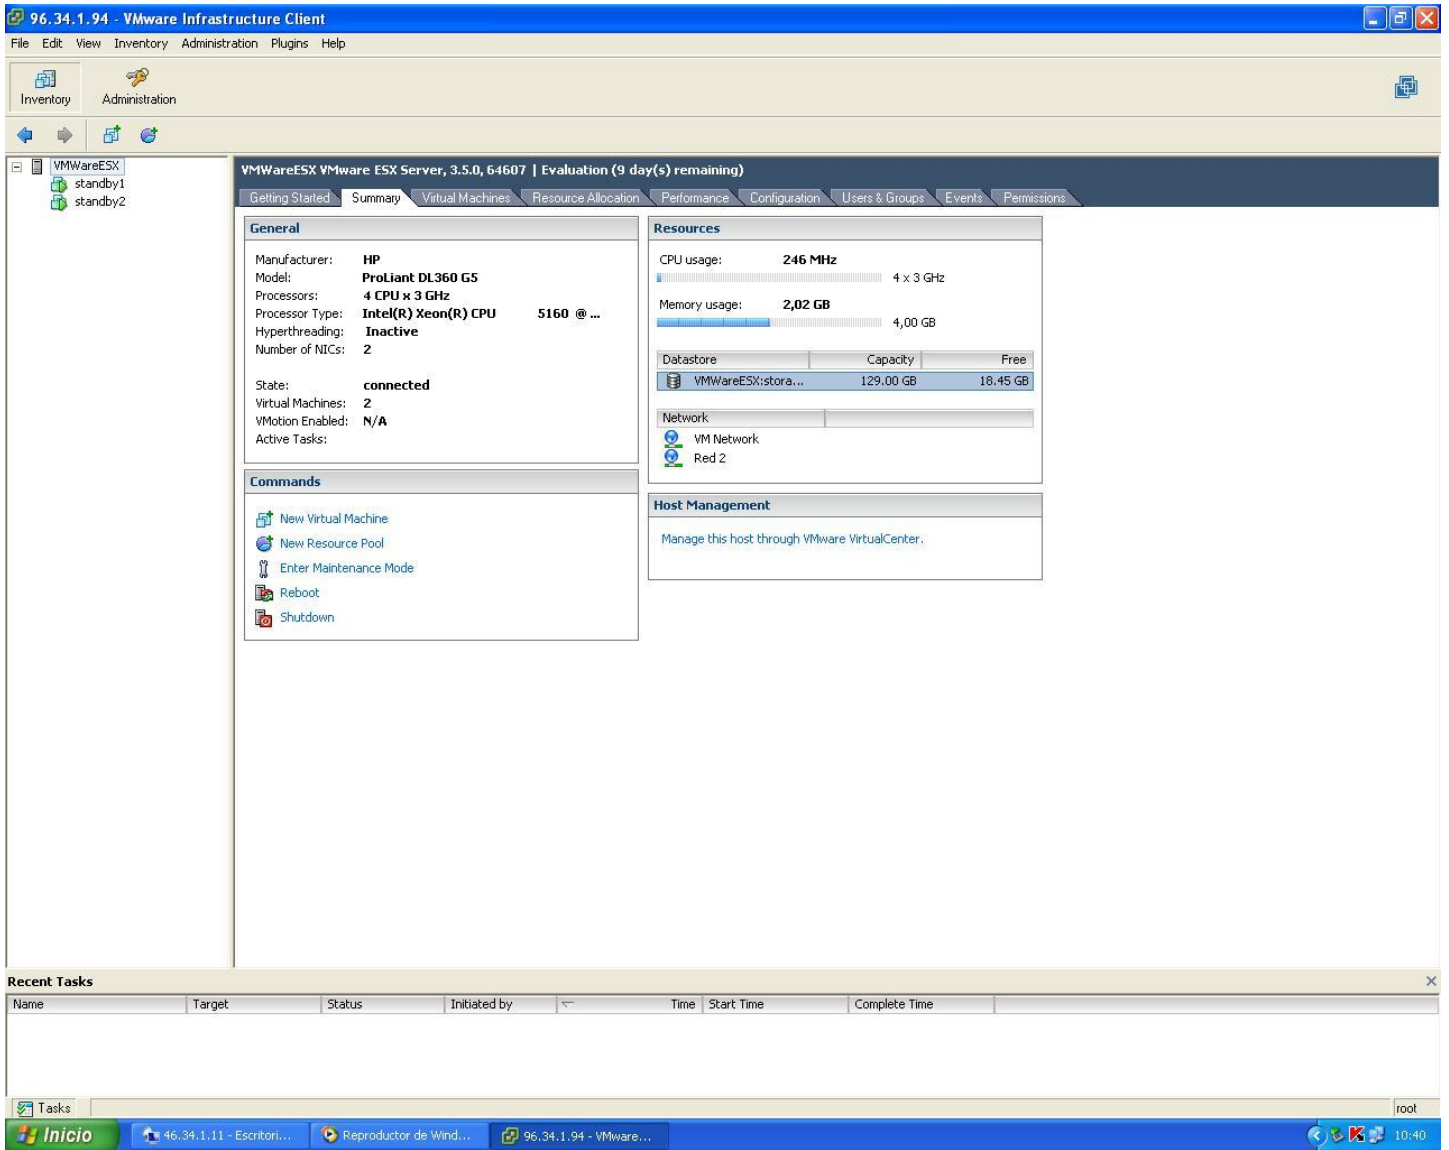 96.34.1.94 - VMware Infrastructure Client
File Edit View Inventory Administration Plugins Help
Inventory Administration
VMWareESX
standby1
standby2
VMWareESX VMware ESX Server, 3.5.0, 64607 | Evaluation (9 day(s) remaining)
Getting Started Summary Virtual Machines Resource Allocation Performance Configuration Users & Groups Events Permissions
General
Manufacturer: HP
Model: ProLiant DL360 G5
Processors: 4 CPU x 3 GHz
Processor Type: Intel(R) Xeon(R) CPU 5160 @ ...
Hyperthreading: Inactive
Number of NICs: 2
State: connected
Virtual Machines: 2
VMotion Enabled: N/A
Active Tasks:
Commands
New Virtual Machine
New Resource Pool
Enter Maintenance Mode
Reboot
Shutdown
Resources
CPU usage: 246 MHz
4 x 3 GHz
Memory usage: 2,02 GB
4,00 GB
Datastore Capacity Free
VMWareESX:stora... 129.00 GB 18.45 GB
Network
VM Network
Red 2
Host Management
Manage this host through VMware VirtualCenter.
Recent Tasks
Name Target Status Initiated by Time Start Time Complete Time
Tasks root
Inicio 46.34.1.11 - Escritori... Reproductor de Wind... 96.34.1.94 - VMware... 10:40